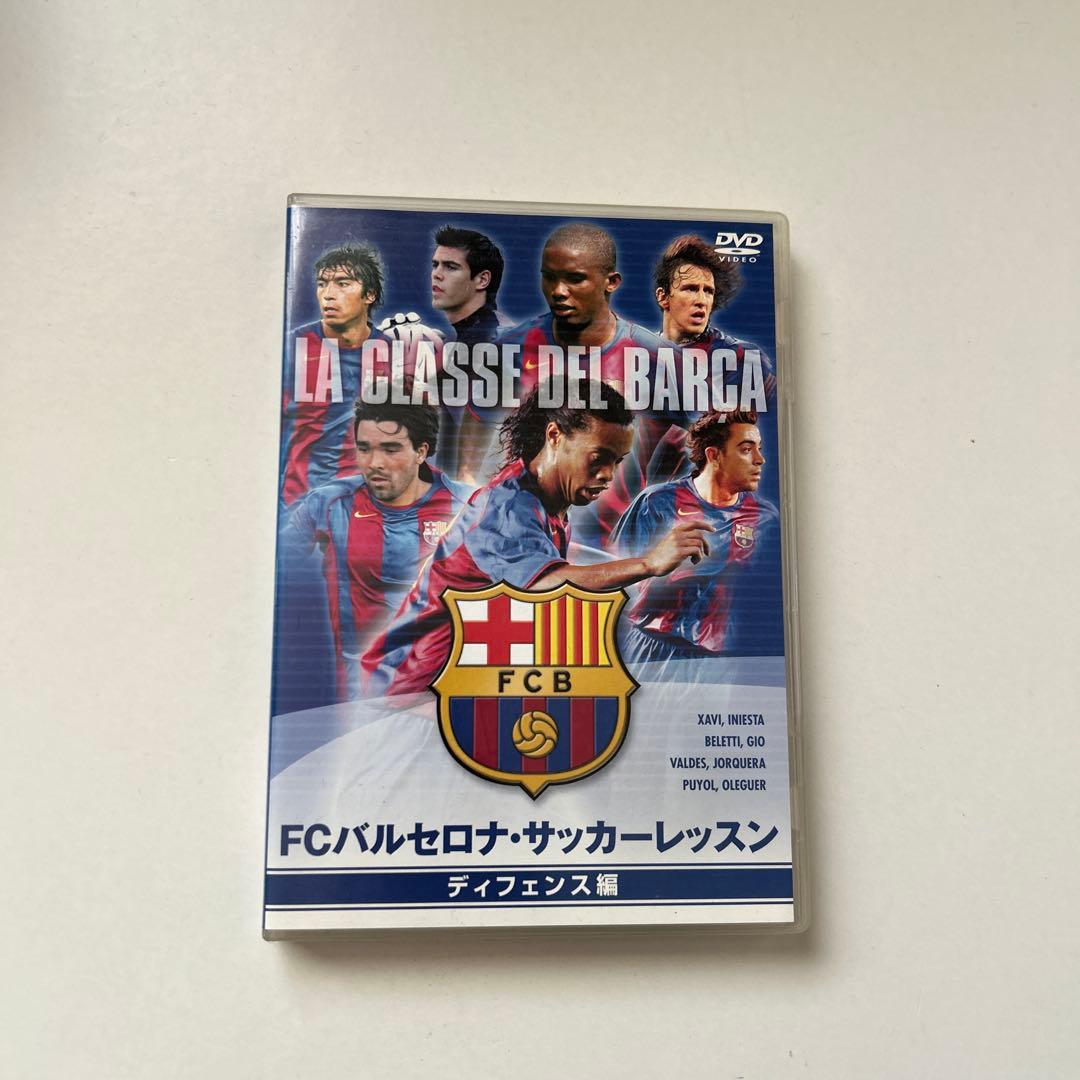 DVD
VIDEO
LA CLASSE DEL BARÇA
FCB
XAVI, INIESTA
BELETTI, GIO
VALDES, JORQUERA
PUYOL, OLEGUER
FCバルセロナ・サッカーレッスン
ディフェンス編